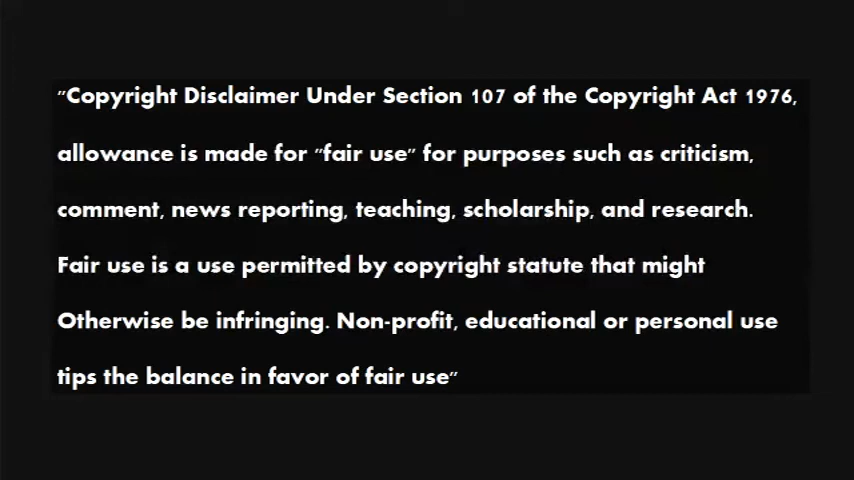 "Copyright Disclaimer Under Section 107 of the Copyright Act 1976,
allowance is made for "fair use" for purposes such as criticism,
comment, news reporting, teaching, scholarship, and research.
Fair use is a use permitted by copyright statute that might
Otherwise be infringing. Non-profit, educational or personal use
tips the balance in favor of fair use"